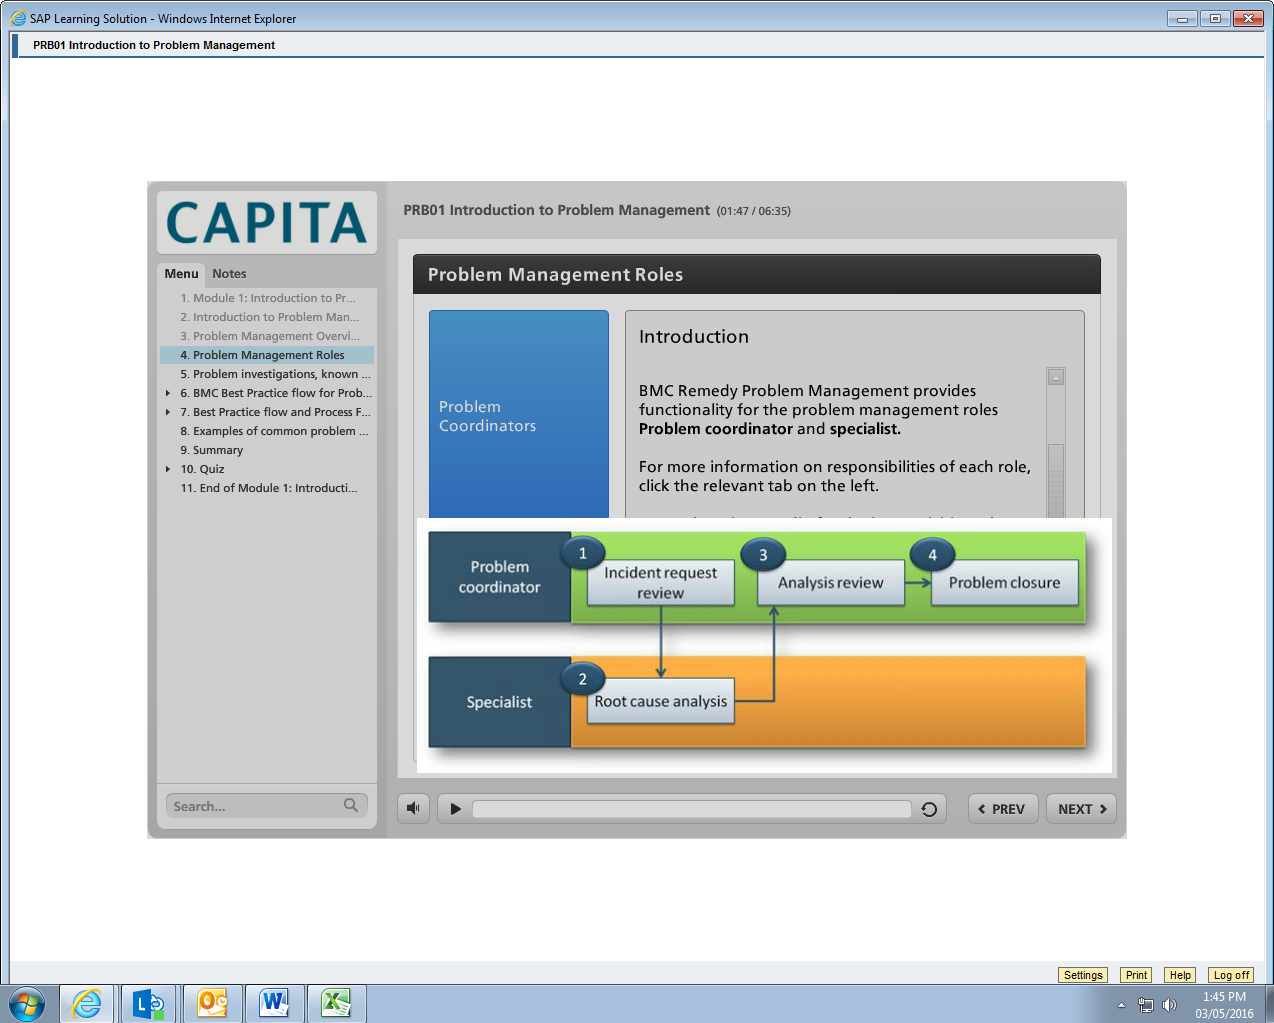 SAP Learning Solution - Windows Internet Explorer
PRB01 Introduction to Problem Management
CAPITA
Menu Notes
1. Module 1: Introduction to Pr...
2. Introduction to Problem Man...
3. Problem Management Overvi...
4. Problem Management Roles
5. Problem investigations, known ...
6. BMC Best Practice flow for Prob...
7. Best Practice flow and Process F...
8. Examples of common problem ...
9. Summary
10. Quiz
11. End of Module 1: Introducti...
Search...
PRB01 Introduction to Problem Management (01:47 / 06:35)
Problem Management Roles
Problem
Coordinators
Introduction
BMC Remedy Problem Management provides
functionality for the problem management roles
Problem coordinator and specialist.
For more information on responsibilities of each role,
click the relevant tab on the left.
Problem
coordinator
1
Incident request
review
3
Analysis review
4
Problem closure
Specialist
2
Root cause analysis
PREV
NEXT
Settings Print Help Log off
1:45 PM
03/05/2016